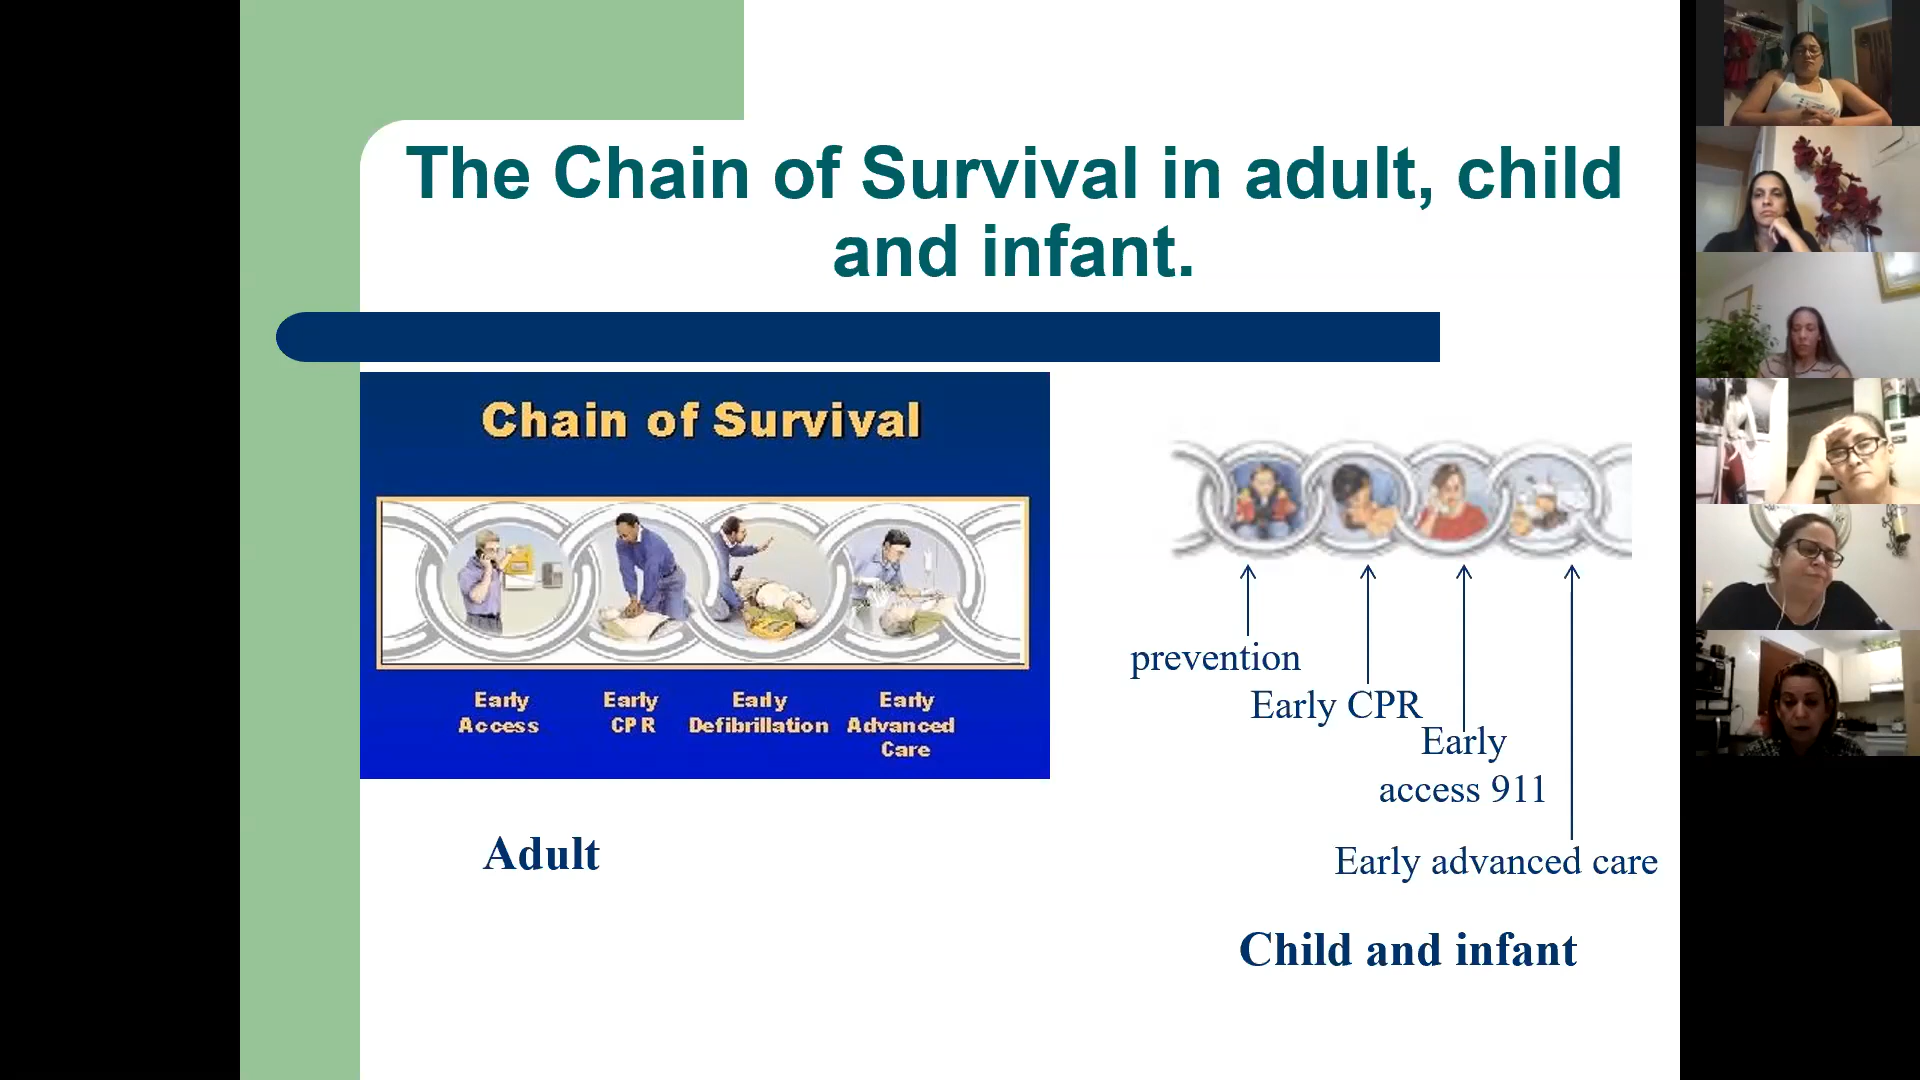 The Chain of Survival in adult, child
and infant.
Chain of Survival
Early
Access
Early
CPR
Early
Defibrillation
Early
Advanced
Care
Adult
prevention
Early CPR
Early
access 911
Early advanced care
Child and infant